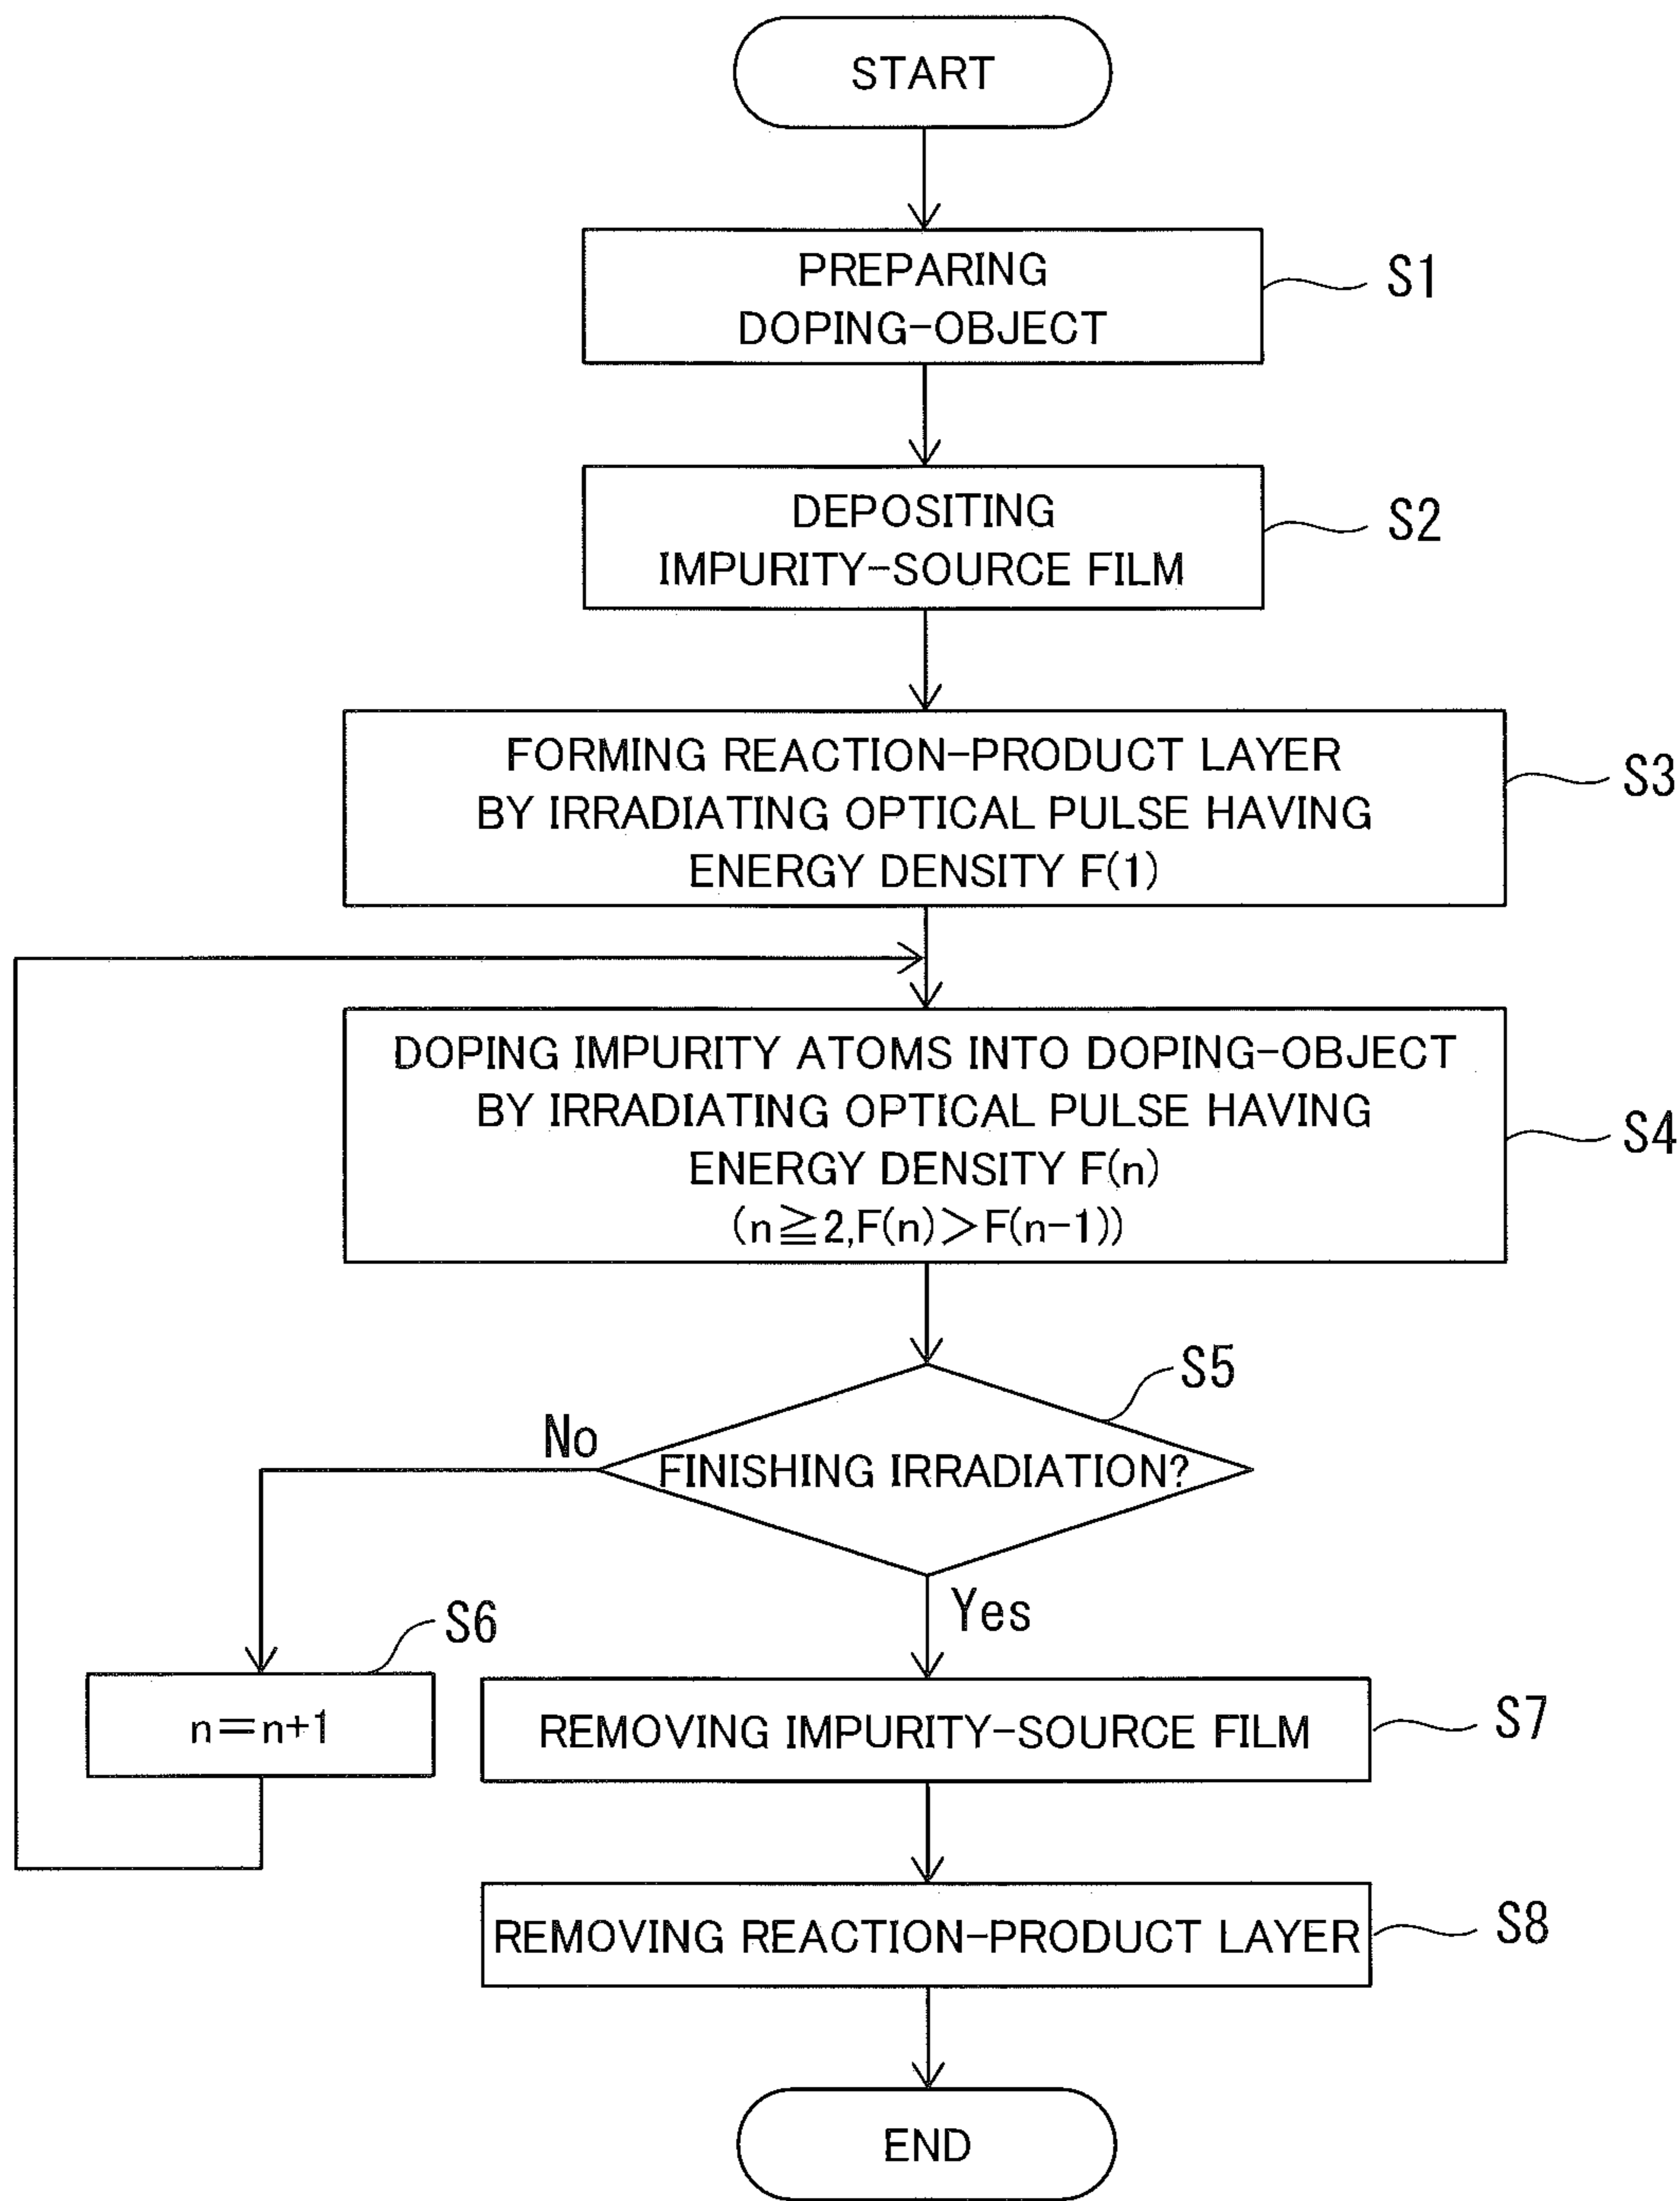 START
PREPARING
DOPING-OBJECT
S1
DEPOSITING
IMPURITY-SOURCE FILM
S2
FORMING REACTION-PRODUCT LAYER
BY IRRADIATING OPTICAL PULSE HAVING
ENERGY DENSITY F(1)
S3
DOPING IMPURITY ATOMS INTO DOPING-OBJECT
BY IRRADIATING OPTICAL PULSE HAVING
ENERGY DENSITY F(n)
(n≧2,F(n)>F(n-1))
S4
S5
No
FINISHING IRRADIATION?
Yes
S6
n=n+1
REMOVING IMPURITY-SOURCE FILM
S7
REMOVING REACTION-PRODUCT LAYER
S8
END